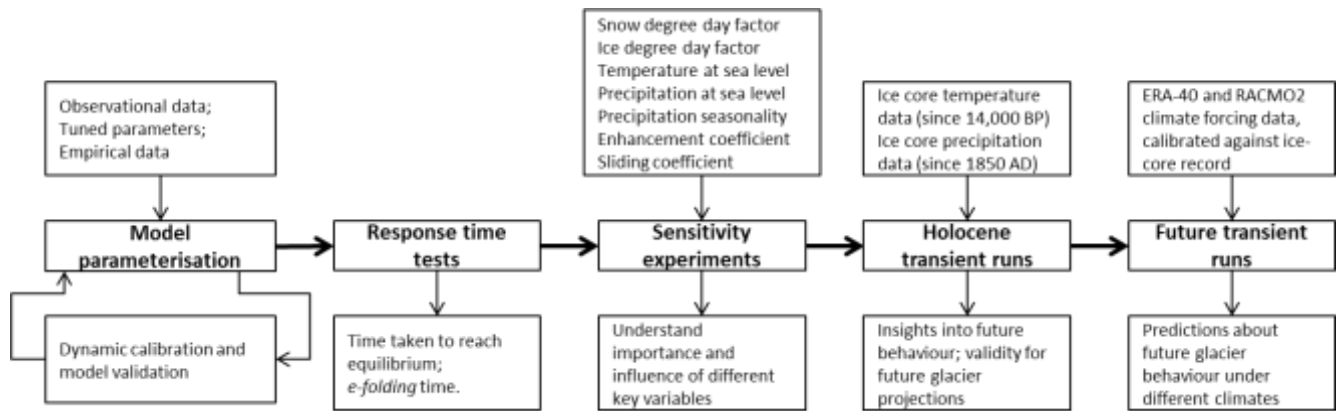 Observational data;
Tuned parameters;
Empirical data
Snow degree day factor
Ice degree day factor
Temperature at sea level
Precipitation at sea level
Precipitation seasonality
Enhancement coefficient
Sliding coefficient
Ice core temperature
data (since 14,000 BP)
Ice core precipitation
data (since 1850 AD)
ERA-40 and RACMO2
climate forcing data,
calibrated against ice-
core record
Model
parameterisation
Response time
tests
Sensitivity
experiments
Holocene
transient runs
Future transient
runs
Dynamic calibration and
model validation
Time taken to reach
equilibrium;
e-folding time.
Understand
importance and
influence of different
key variables
Insights into future
behaviour; validity for
future glacier
projections
Predictions about
future glacier
behaviour under
different climates